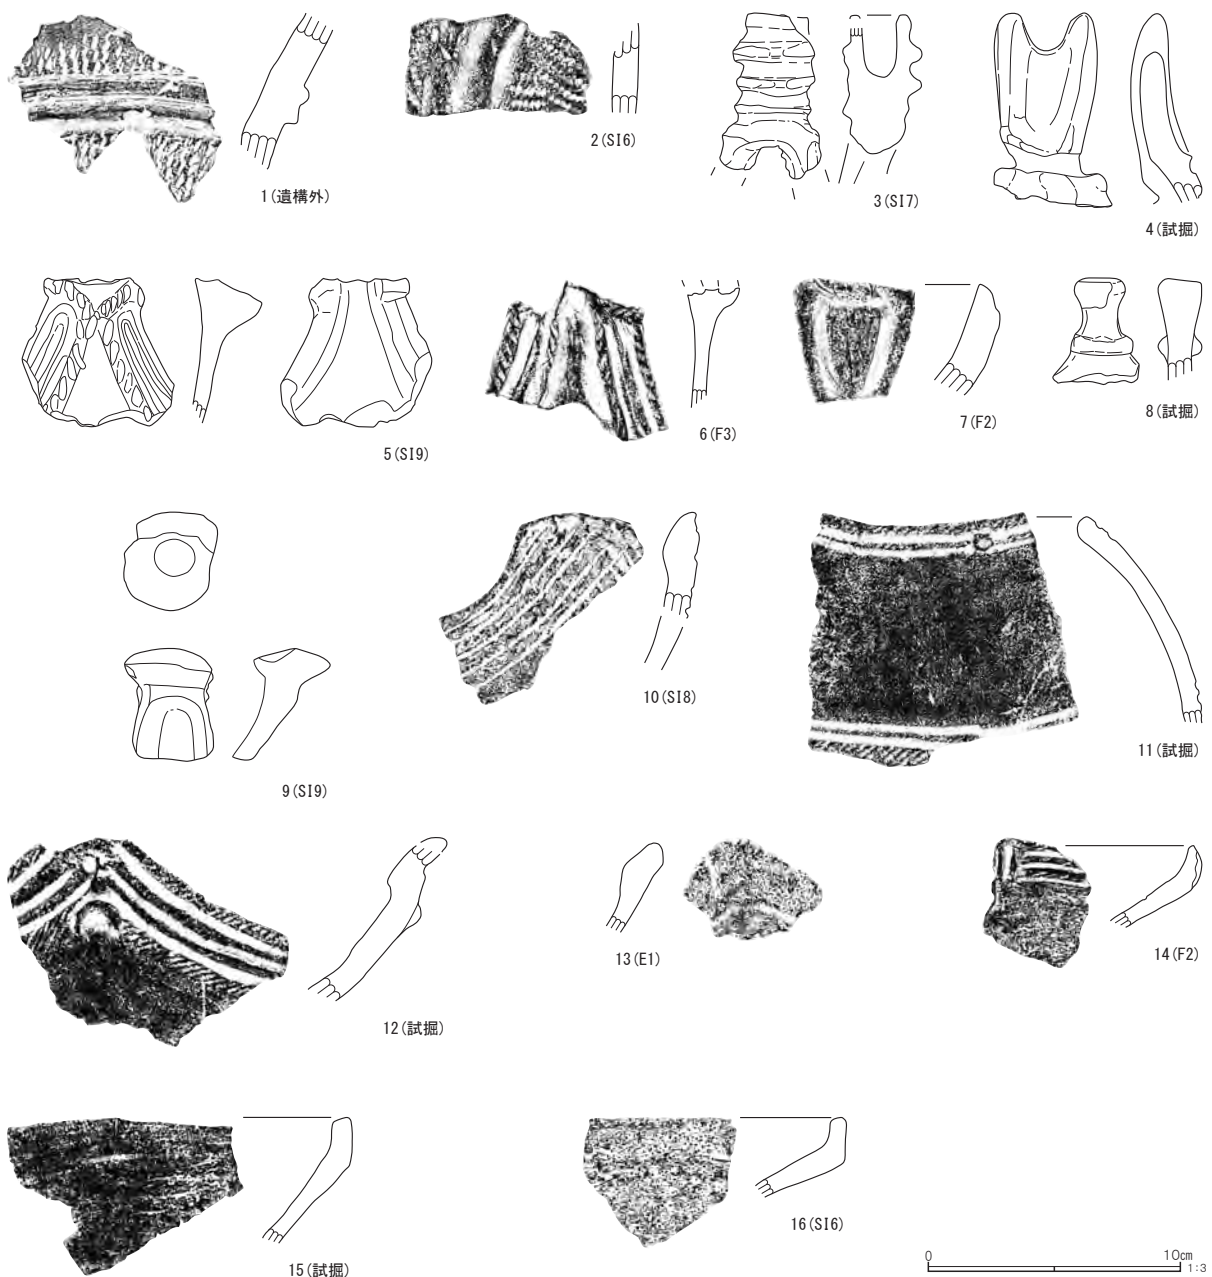 1(遺構外)
2(SI6)
3(SI7)
4(試掘)
5(SI9)
6(F3)
7(F2)
8(試掘)
9(SI9)
10(SI8)
11(試掘)
12(試掘)
13(E1)
14(F2)
15(試掘)
16(SI6)
0 10cm
1:3